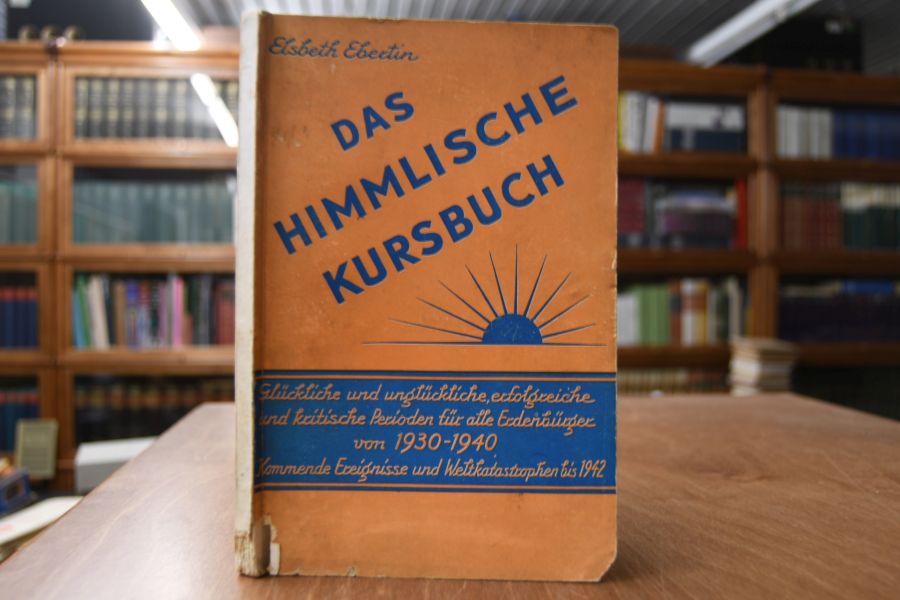 Elsbeth Ebertin
DAS
HIMMLISCHE
KURSBUCH
Glückliche und unglückliche, erfolgreiche
und kritische Perioden für alle Erdenbürger
von 1930-1940
Kommende Ereignisse und Weltkatastrophen bis 1942